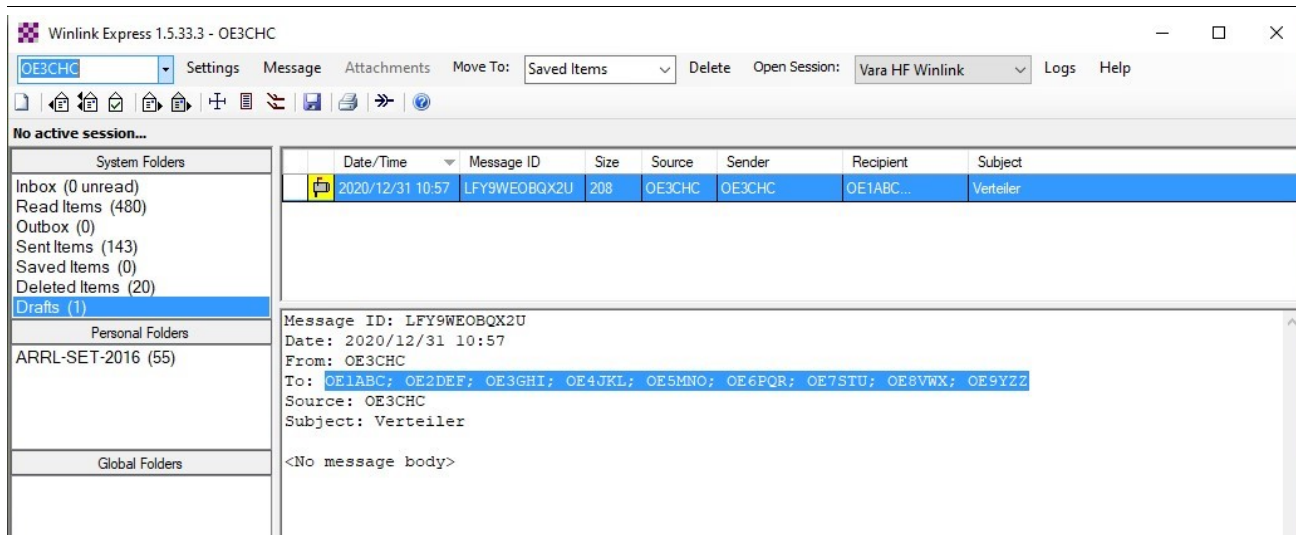 Winlink Express 1.5.33.3 - OE3CHC
OE3CHC Settings Message Attachments Move To: Saved Items Delete Open Session: Vara HF Winlink Logs Help
No active session...
System Folders
Inbox (0 unread)
Read Items (480)
Outbox (0)
Sent Items (143)
Saved Items (0)
Deleted Items (20)
Drafts (1)
Personal Folders
ARRL-SET-2016 (55)
Global Folders
Date/Time Message ID Size Source Sender Recipient Subject
2020/12/31 10:57 LFY9WEOBQX2U 208 OE3CHC OE3CHC OE1ABC... Verteiler
Message ID: LFY9WEOBQX2U
Date: 2020/12/31 10:57
From: OE3CHC
To: OE1ABC; OE2DEF; OE3GHI; OE4JKL; OE5MNO; OE6PQR; OE7STU; OE8VWX; OE9YZZ
Source: OE3CHC
Subject: Verteiler
<No message body>